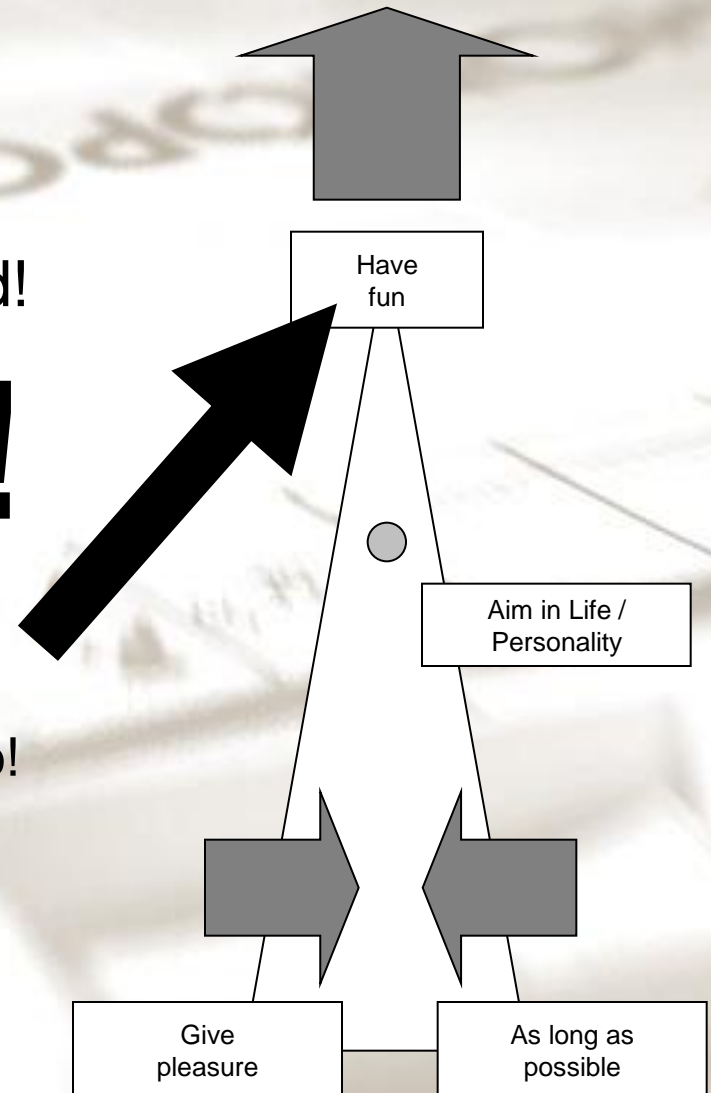 Have
fun
d!
!
Aim in Life /
Personality
o!
Give
pleasure
As long as
possible